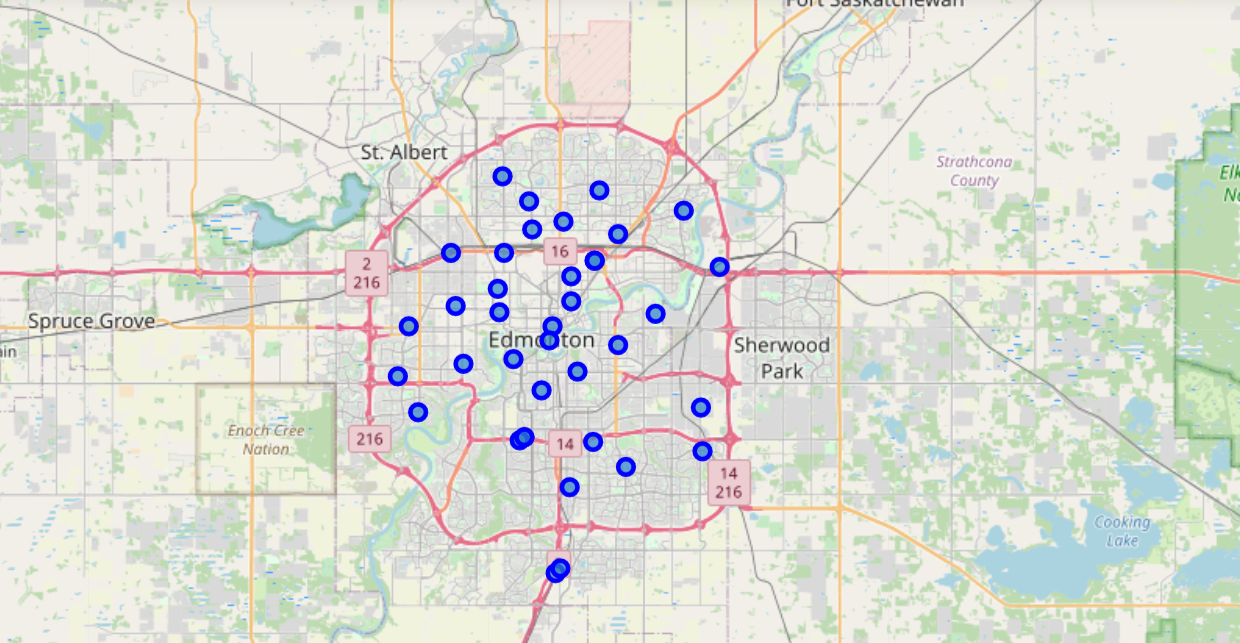 Fort Saskatchewan
St. Albert
Strathcona
County
Elk
16
2
216
Spruce Grove
Edmonton
Sherwood
Park
Enoch Cree
Nation
216
14
14
216
Cooking
Lake